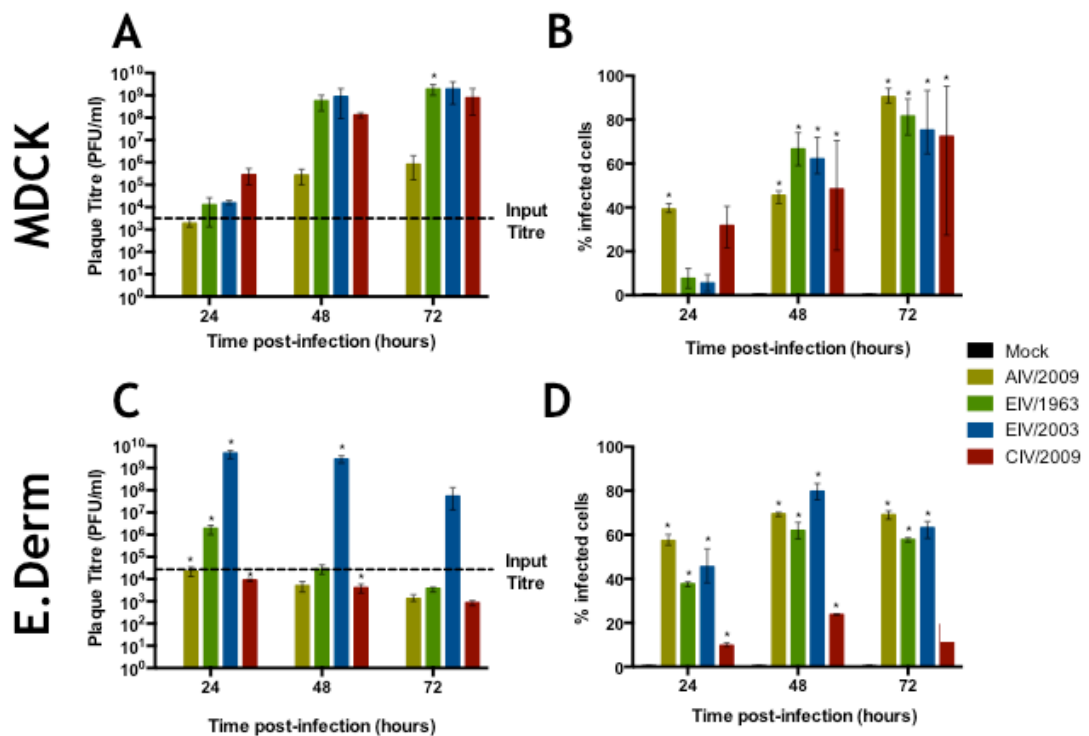 A
MDCK
Plaque Titre (PFU/ml)
10^10
10^9
10^8
10^7
10^6
10^5
10^4
10^3
10^2
10^1
10^0
*
Input
Titre
24 48 72
Time post-infection (hours)
B
% infected cells
100
80
60
40
20
0
* * * * * * * * *
24 48 72
Time post-infection (hours)
Mock
AIV/2009
EIV/1963
EIV/2003
CIV/2009
C
E.Derm
Plaque Titre (PFU/ml)
10^10
10^9
10^8
10^7
10^6
10^5
10^4
10^3
10^2
10^1
10^0
* * * * * *
Input
Titre
24 48 72
Time post-infection (hours)
D
% infected cells
100
80
60
40
20
0
* * * * * * * * * * *
24 48 72
Time post-infection (hours)